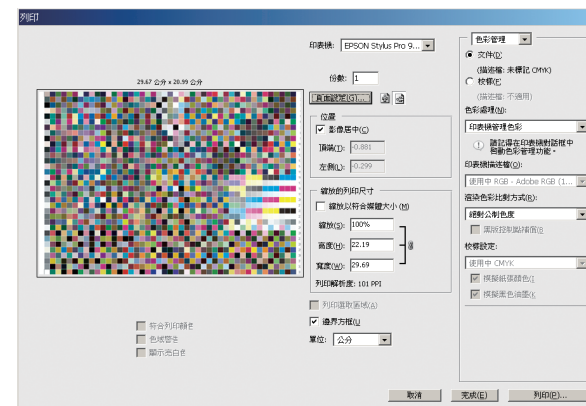 列印
29.67 公分 x 20.99 公分
符合列印顏色
色域警告
顯示亮白色
印表機: EPSON Stylus Pro 9...
份數: 1
頁面設定(G)...
位置
影像居中(C)
頂端(T): -0.881
左側(L): -0.299
縮放的列印尺寸
縮放以符合媒體大小 (M)
縮放(S): 100%
高度(H): 22.19
寬度(W): 29.69
列印解析度: 101 PPI
列印選取區域(A)
邊界方框(U)
單位: 公分
色彩管理
文件(D)
(描述檔: 未標記 CMYK)
校樣(F)
(描述檔: 不適用)
色彩處理(N):
印表機管理色彩
請記得在印表機對話框中
啟動色彩管理功能。
印表機描述檔(O):
使用中 RGB - Adobe RGB (1...
渲染色彩比對方式(R):
絕對公制色度
黑版控制點補償(B
校樣設定:
使用中 CMYK
模擬紙張顏色(I
模擬黑色油墨(K
取消
完成(E)
列印(P)...